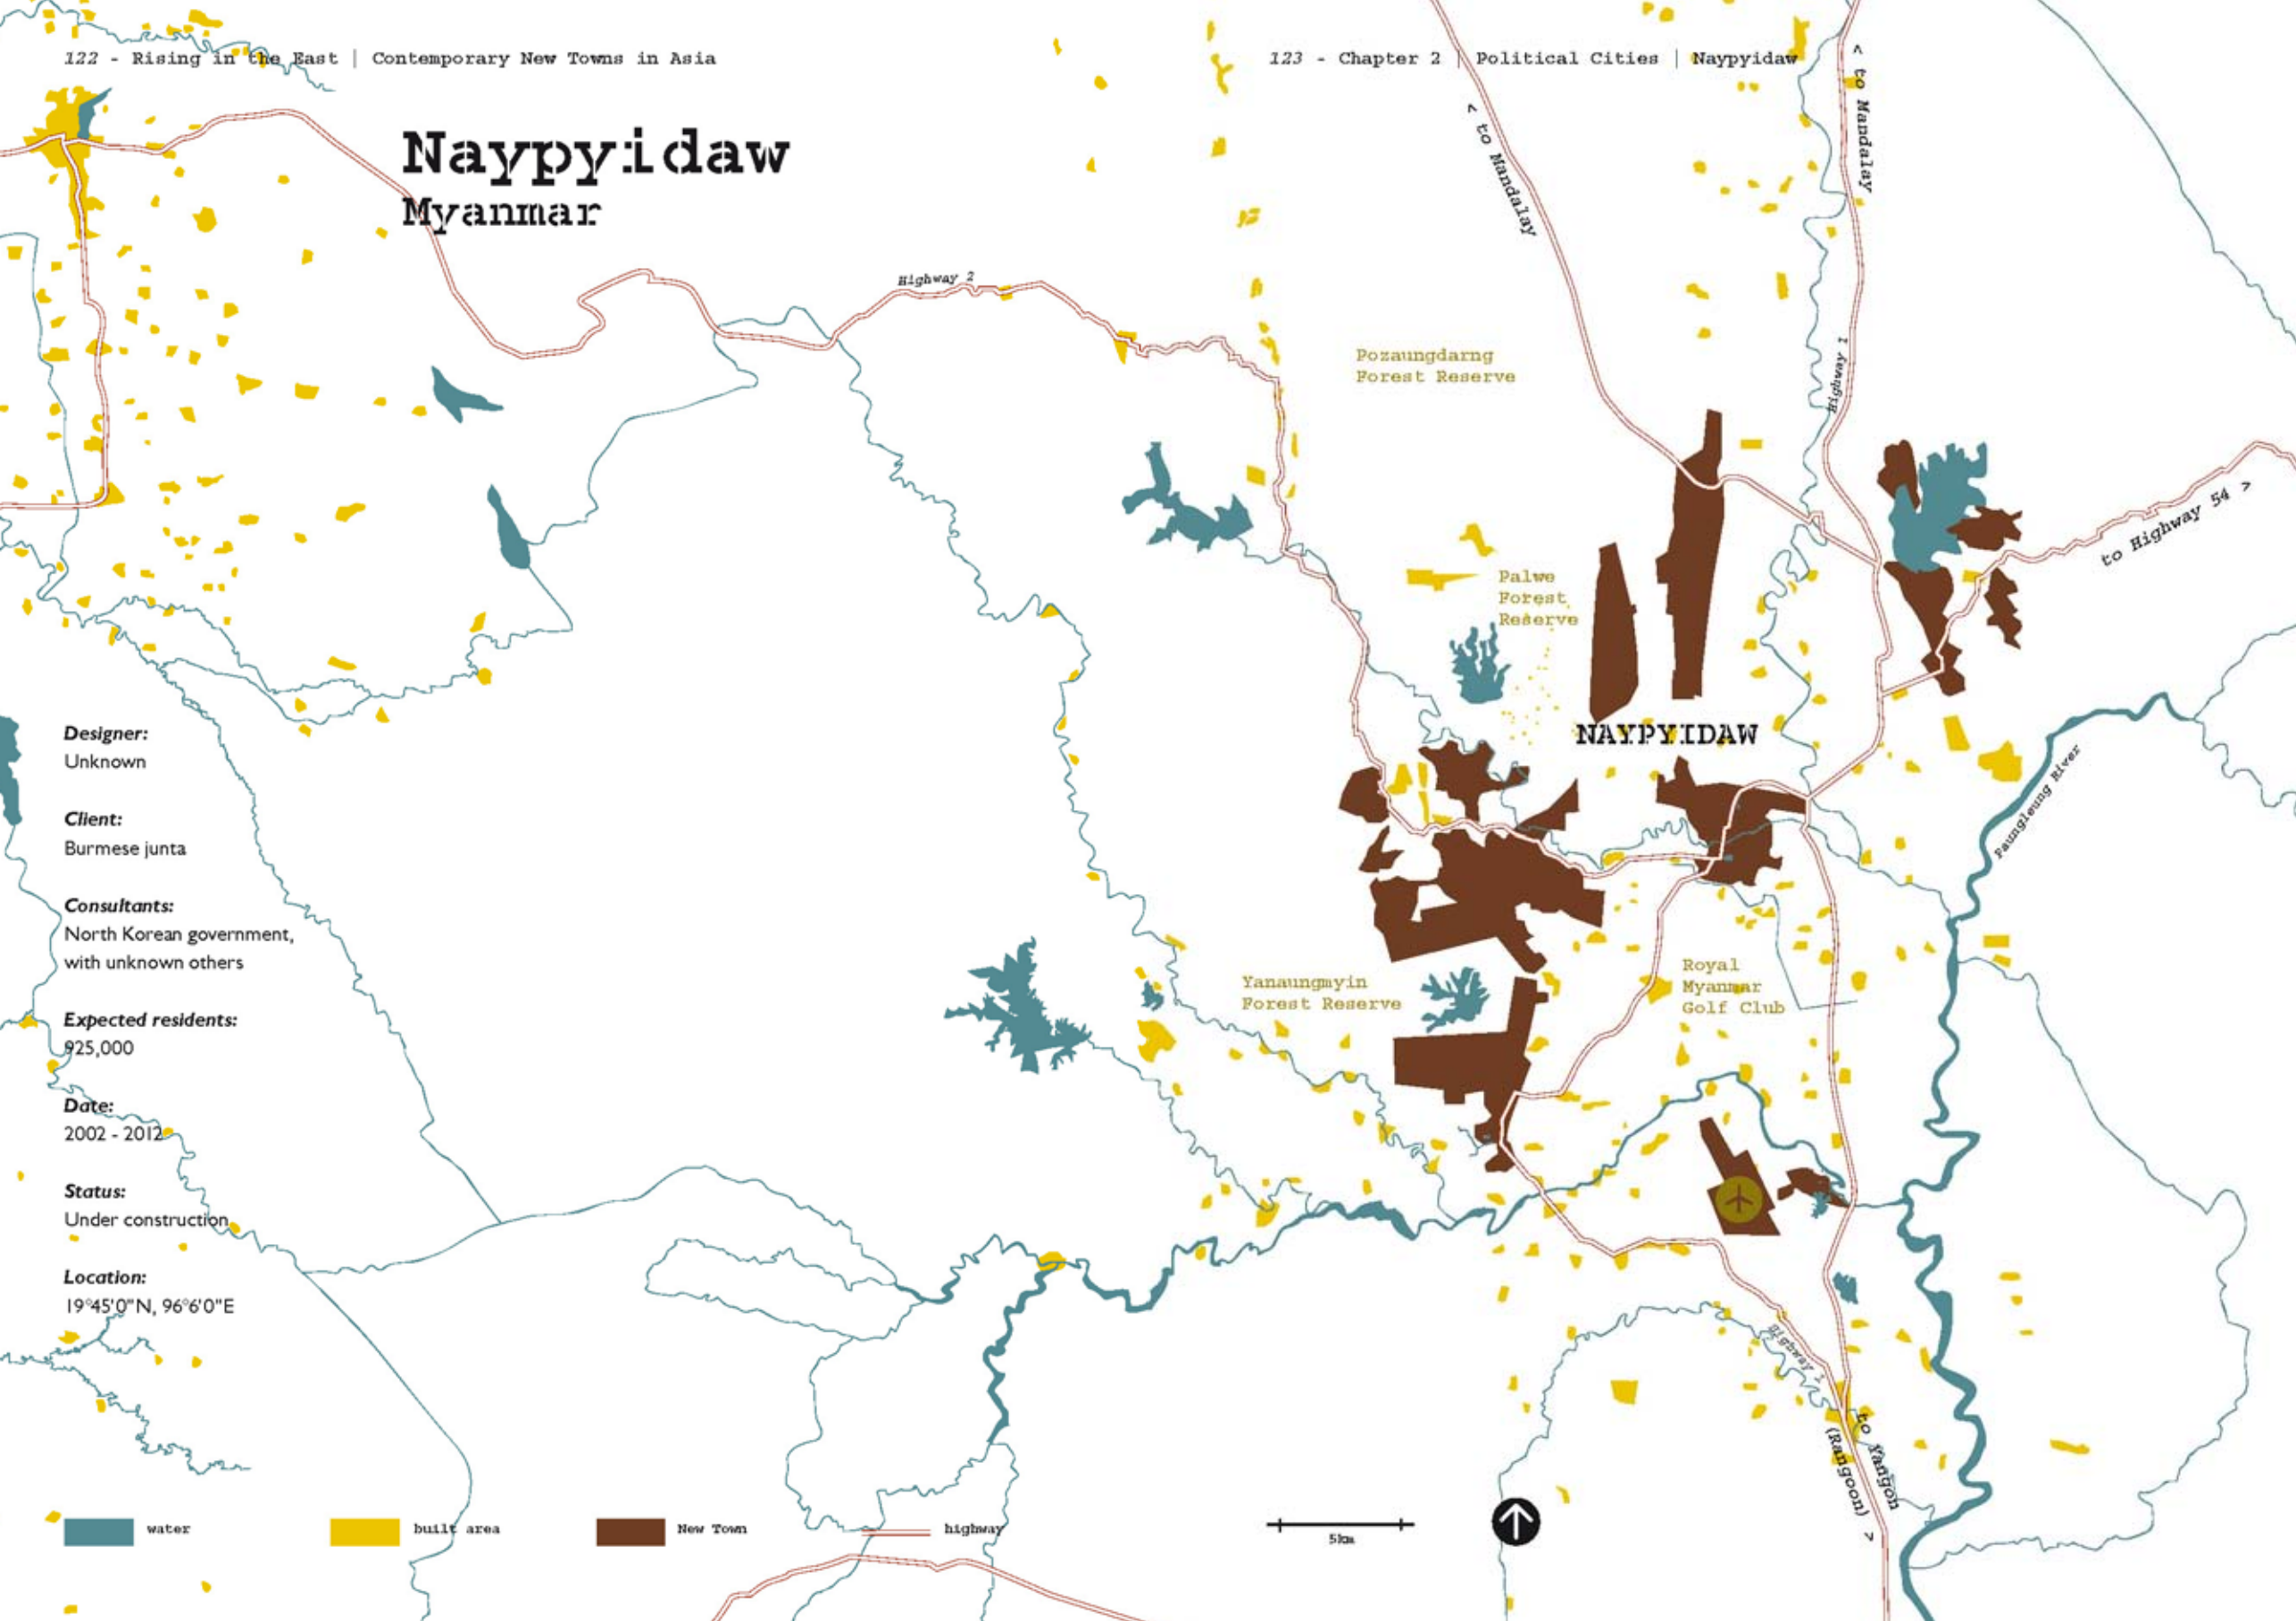 122 - Rising in the East | Contemporary New Towns in Asia
123 - Chapter 2 | Political Cities | Naypyidaw
Naypyidaw
Myanmar
< to Mandalay
< to Mandalay
Highway 2
Highway 1
Pozaungdarng
Forest Reserve
to Highway 54 >
Palwe
Forest
Reserve
NAYPYIDAW
Paungleung River
Designer:
Unknown
Client:
Burmese junta
Consultants:
North Korean government,
with unknown others
Expected residents:
925,000
Date:
2002 - 2012
Status:
Under construction
Location:
19°45'0"N, 96°6'0"E
Yanaungmyin
Forest Reserve
Royal
Myanmar
Golf Club
Highway
to Yangon
(Rangoon) >
water
built area
New Town
highway
5km